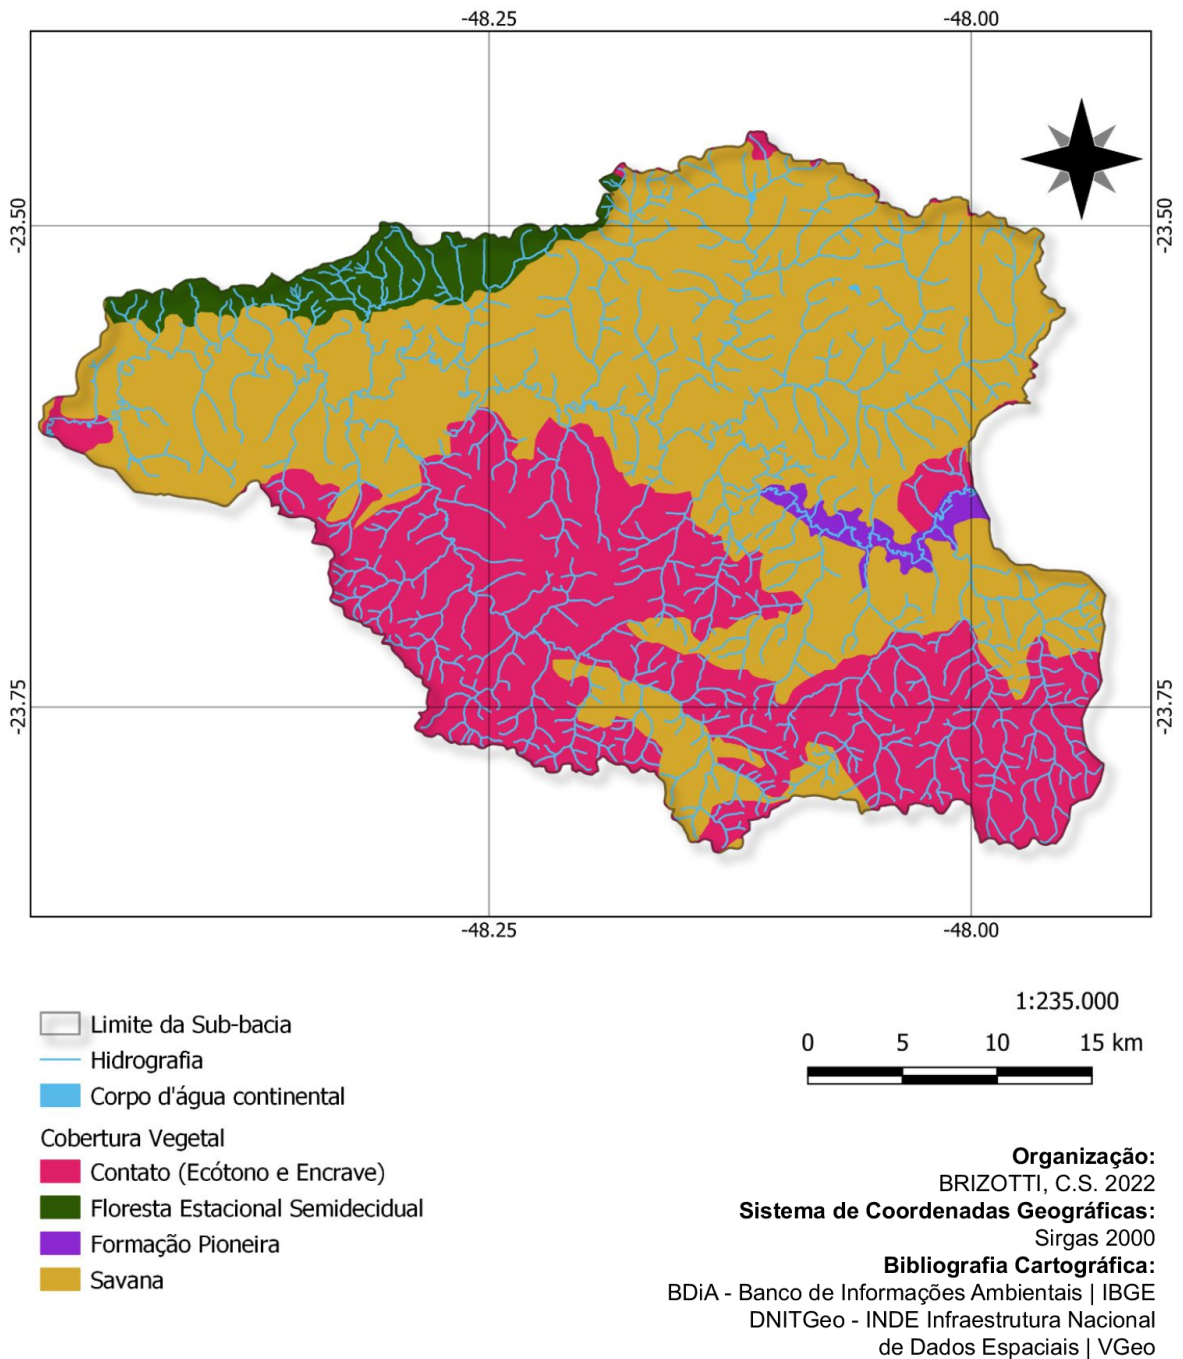 -48.25
-48.00
-23.50
-23.50
-23.75
-23.75
-48.25
-48.00
1:235.000
0 5 10 15 km
Limite da Sub-bacia
Hidrografia
Corpo d'água continental
Cobertura Vegetal
Contato (Ecótono e Encrave)
Floresta Estacional Semidecidual
Formação Pioneira
Savana
Organização:
BRIZOTTI, C.S. 2022
Sistema de Coordenadas Geográficas:
Sirgas 2000
Bibliografia Cartográfica:
BDiA - Banco de Informações Ambientais | IBGE
DNITGeo - INDE Infraestrutura Nacional
de Dados Espaciais | VGeo